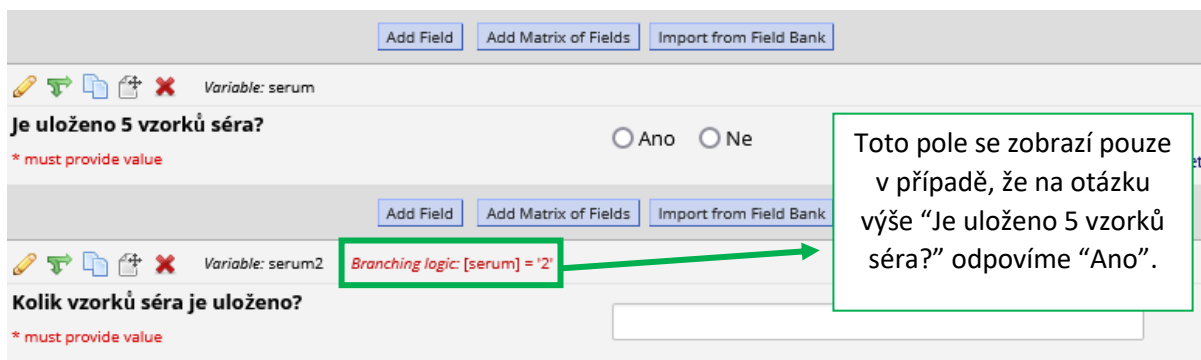 Add Field Add Matrix of Fields Import from Field Bank
Variable: serum
Je uloženo 5 vzorků séra?
Ano Ne
* must provide value
Toto pole se zobrazí pouze
v případě, že na otázku
výše “Je uloženo 5 vzorků
séra?” odpovíme “Ano”.
Add Field Add Matrix of Fields Import from Field Bank
Variable: serum2 Branching logic: [serum] = '2'
Kolik vzorků séra je uloženo?
* must provide value